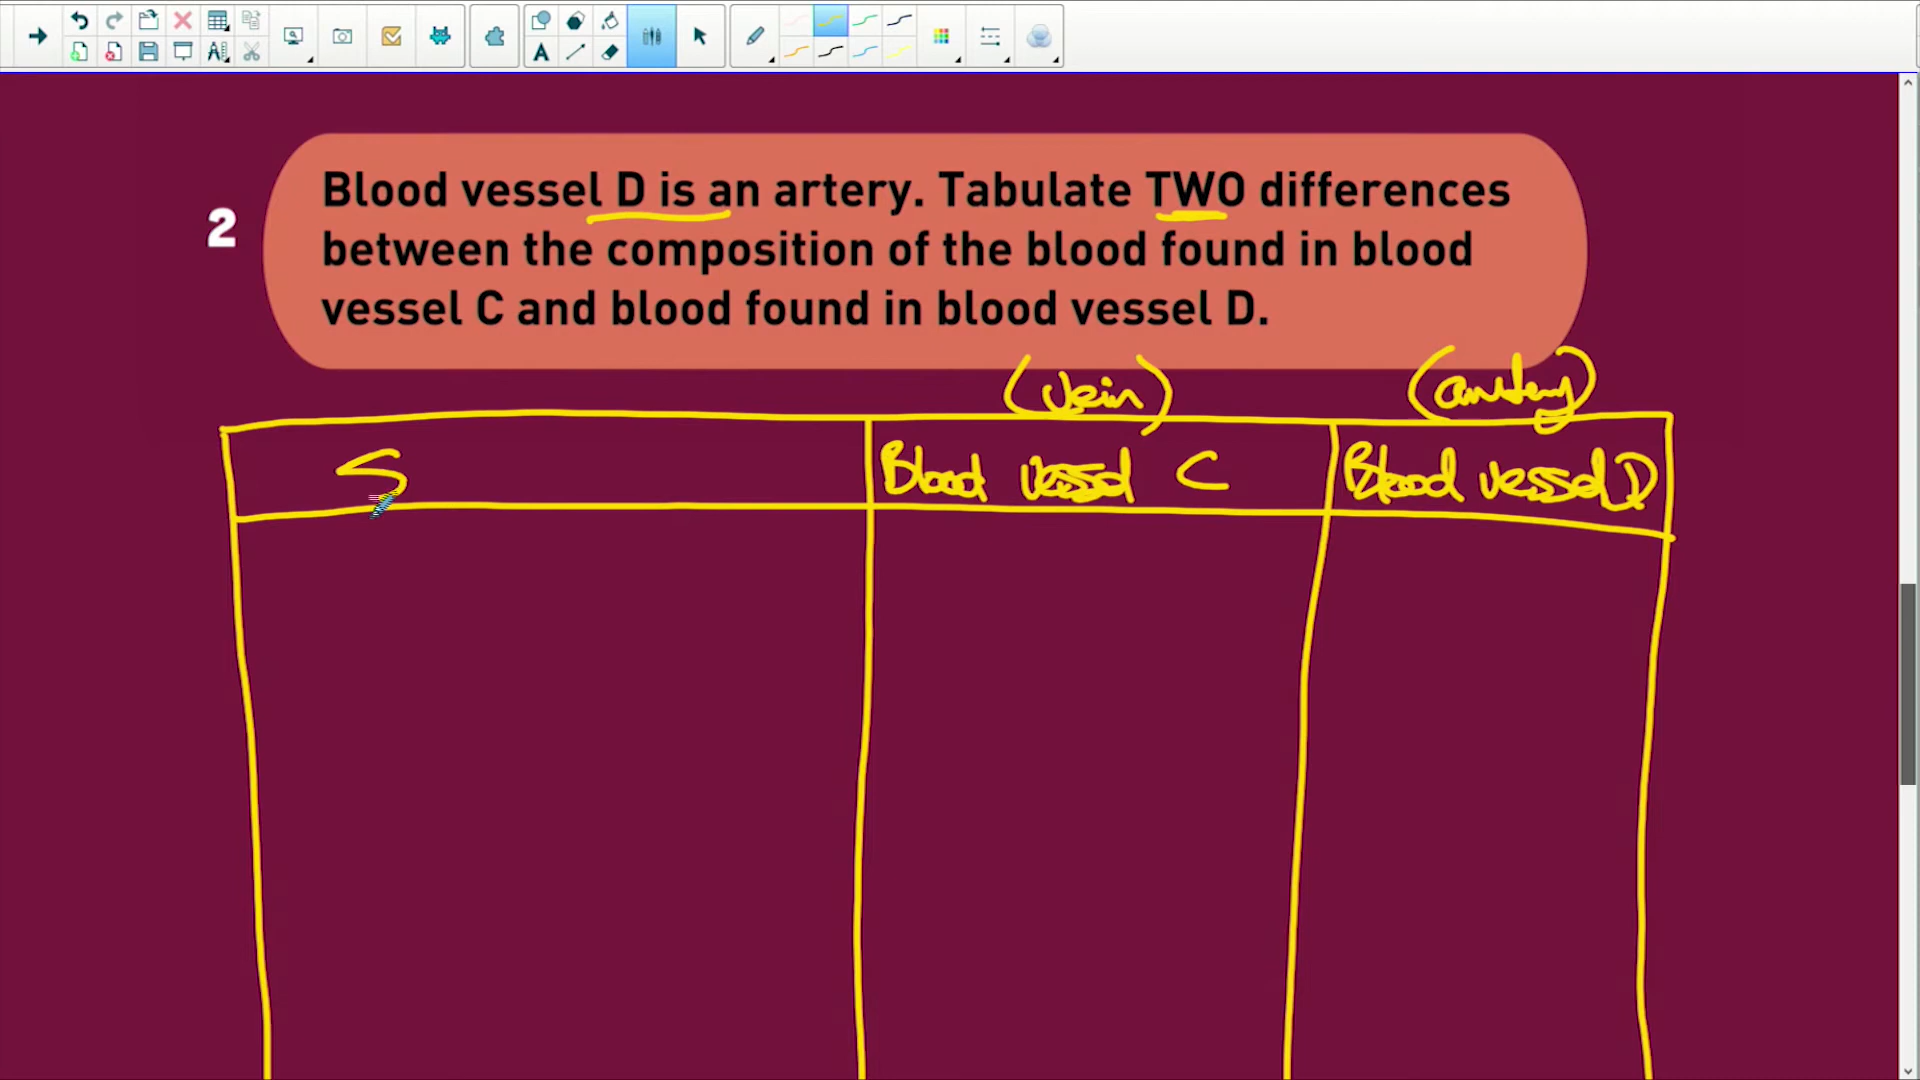 2
Blood vessel D is an artery. Tabulate TWO differences
between the composition of the blood found in blood
vessel C and blood found in blood vessel D.
(vein) (artery)
S Blood vessel C Blood vessel D